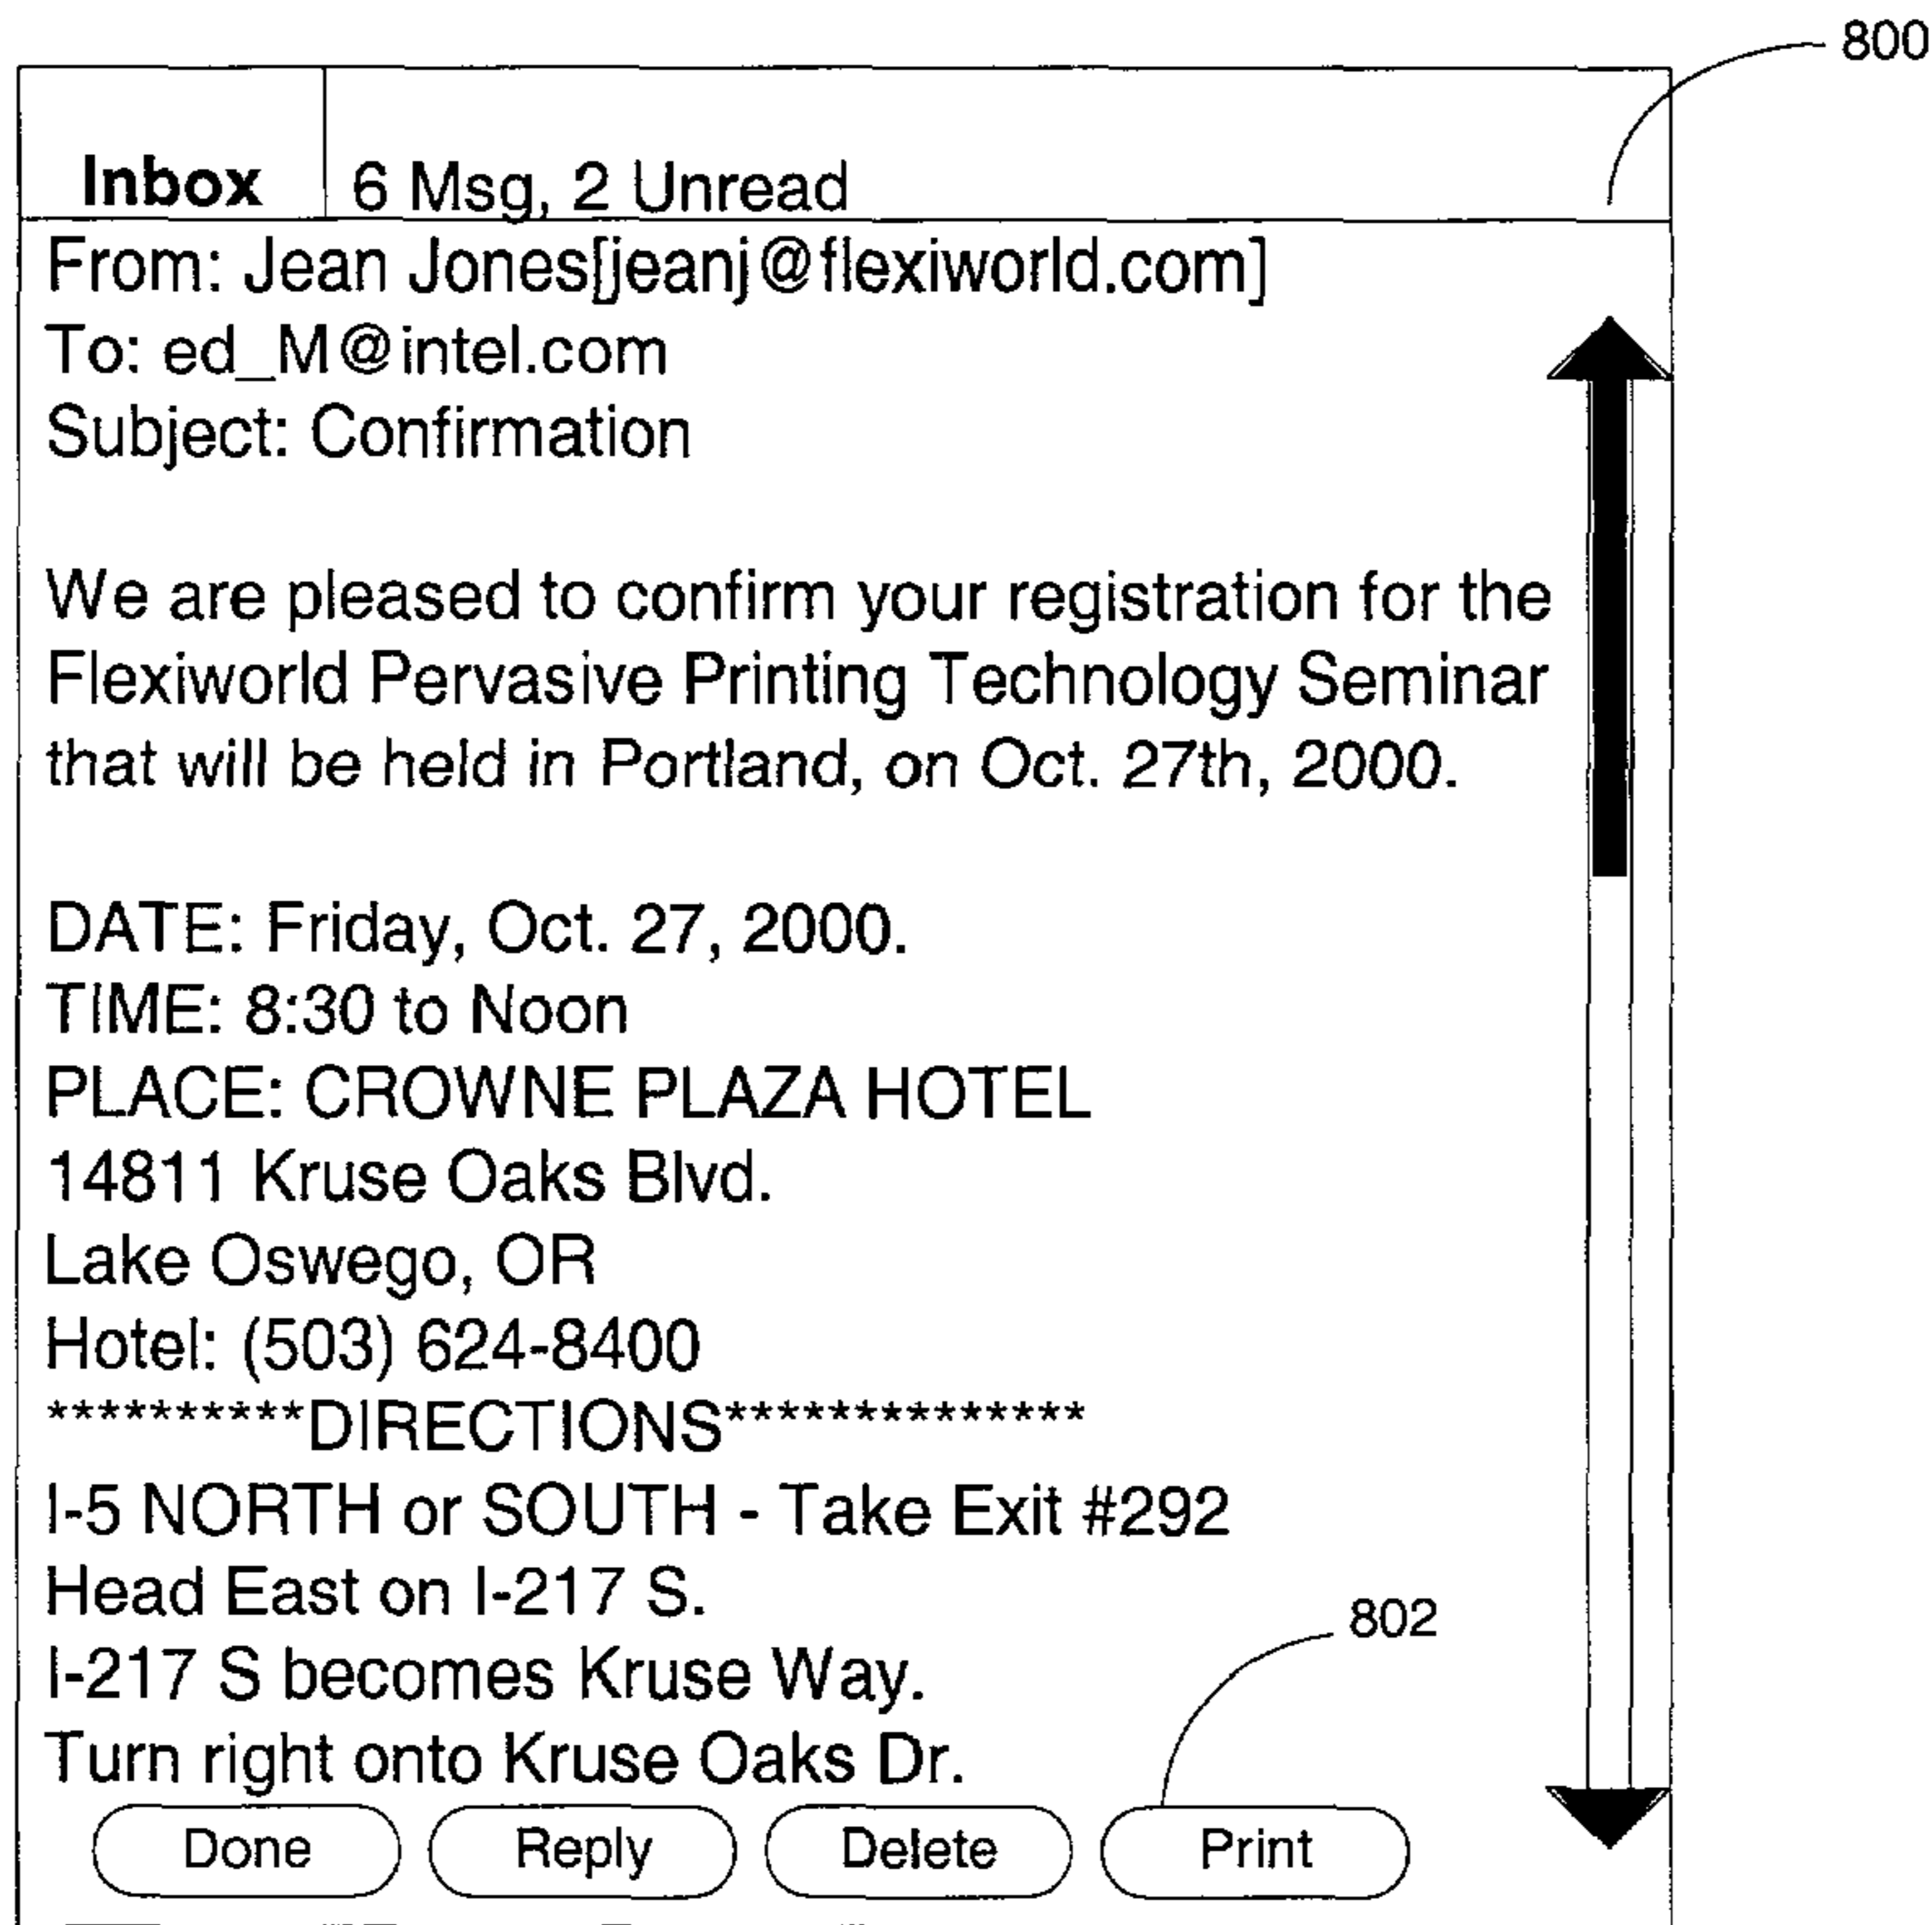 800
Inbox 6 Msg, 2 Unread
From: Jean Jones[jeanj@flexiworld.com]
To: ed_M@intel.com
Subject: Confirmation
We are pleased to confirm your registration for the
Flexiworld Pervasive Printing Technology Seminar
that will be held in Portland, on Oct. 27th, 2000.
DATE: Friday, Oct. 27, 2000.
TIME: 8:30 to Noon
PLACE: CROWNE PLAZA HOTEL
14811 Kruse Oaks Blvd.
Lake Oswego, OR
Hotel: (503) 624-8400
**********DIRECTIONS**************
I-5 NORTH or SOUTH - Take Exit #292
Head East on I-217 S.
802
I-217 S becomes Kruse Way.
Turn right onto Kruse Oaks Dr.
Done Reply Delete Print